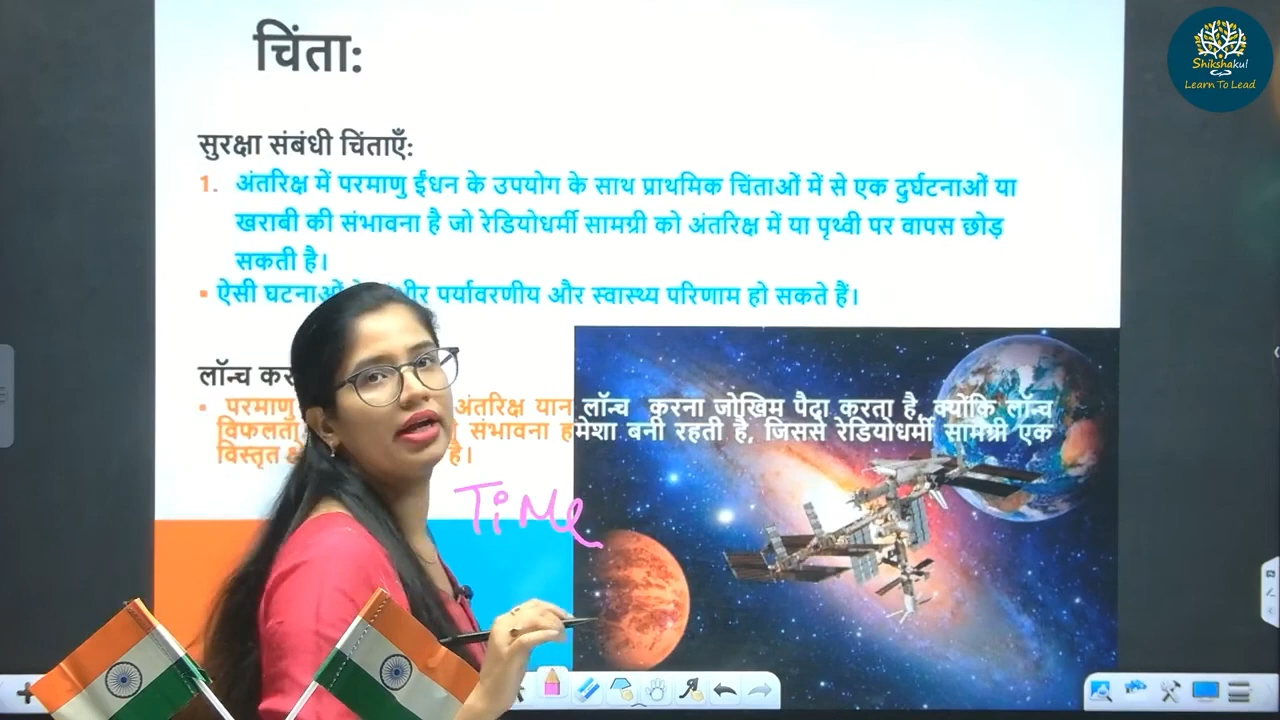 चिंता:
Shikshakul
Learn To Lead
सुरक्षा संबंधी चिंताएँ:
1. अंतरिक्ष में परमाणु ईंधन के उपयोग के साथ प्राथमिक चिंताओं में से एक दुर्घटनाओं या
खराबी की संभावना है जो रेडियोधर्मी सामग्री को अंतरिक्ष में या पृथ्वी पर वापस छोड़
सकती है।
▪ ऐसी घटनाओं पर्यावरणीय और स्वास्थ्य परिणाम हो सकते हैं।
लॉन्च
▪ परमाणु अंतरिक्ष यान लॉन्च करना जोखिम पैदा करता है, क्योंकि लॉन्च
संभावना हमेशा बनी रहती है, जिससे रेडियोधर्मी सामग्री एक
विस्तृत है।
Time